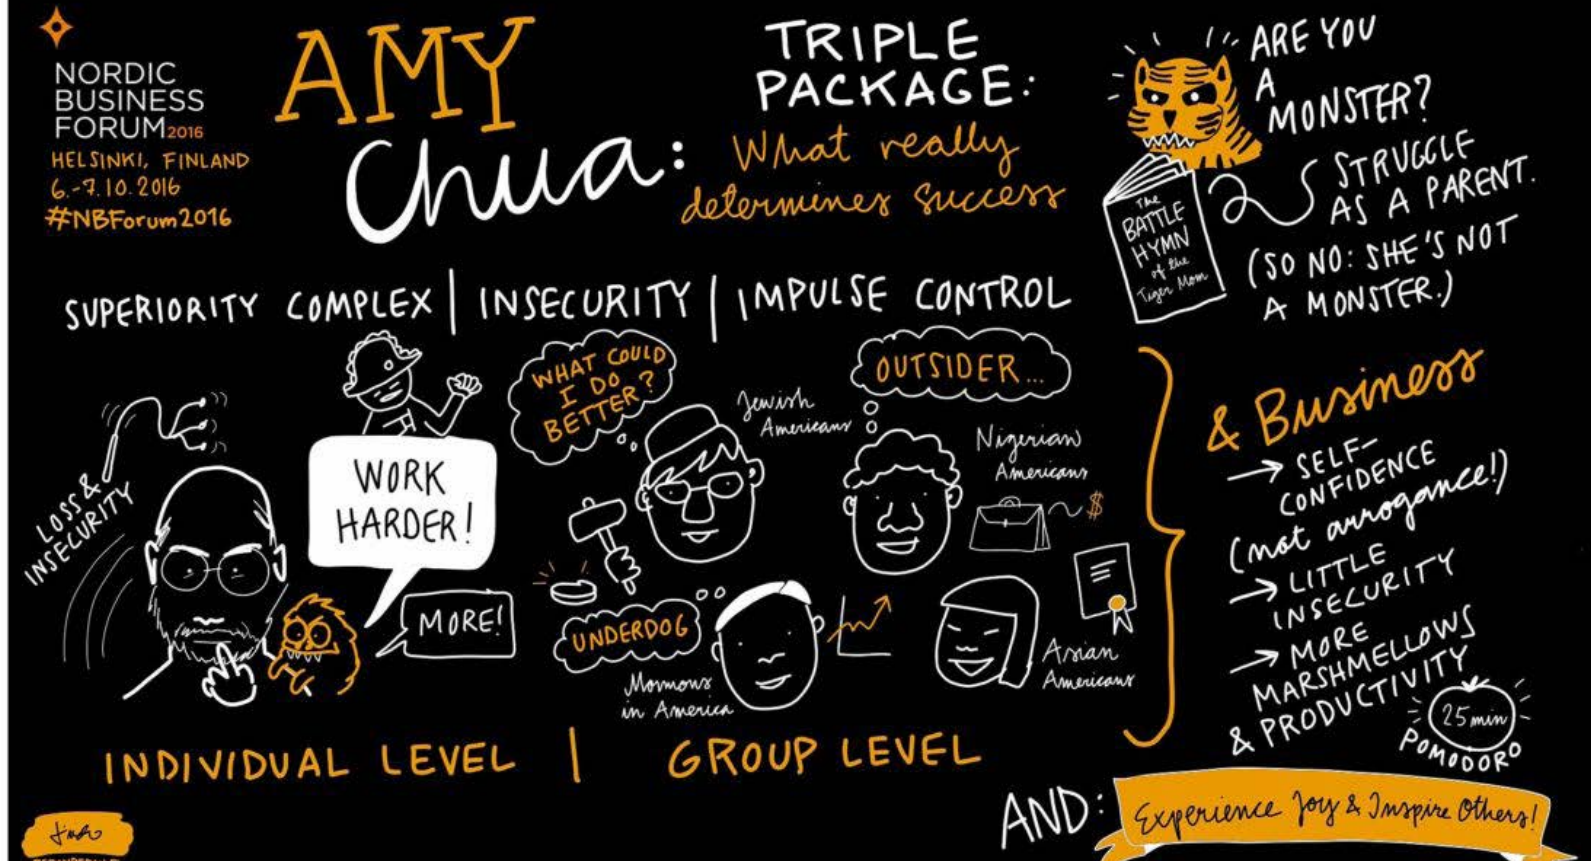 NORDIC
BUSINESS
FORUM 2016
HELSINKI, FINLAND
6.-7.10.2016
#NBForum2016
AMY
Chua:
TRIPLE
PACKAGE:
What really
determines success
ARE YOU
A
MONSTER?
STRUGGLE
AS A PARENT.
(SO NO: SHE'S NOT
A MONSTER.)
The
BATTLE
HYMN
of the
Tiger Mom
SUPERIORITY COMPLEX | INSECURITY | IMPULSE CONTROL
LOSS &
INSECURITY
WORK
HARDER!
MORE!
WHAT COULD
I DO
BETTER?
Jewish
Americans
OUTSIDER...
Nigerian
Americans
$
UNDERDOG
Mormons
in America
Asian
Americans
INDIVIDUAL LEVEL | GROUP LEVEL
& Business
→ SELF-
CONFIDENCE
(not arrogance!)
→ LITTLE
INSECURITY
→ MORE
MARSHMELLOWS
& PRODUCTIVITY
25 min
POMODORO
AND:
Experience Joy & Inspire Others!